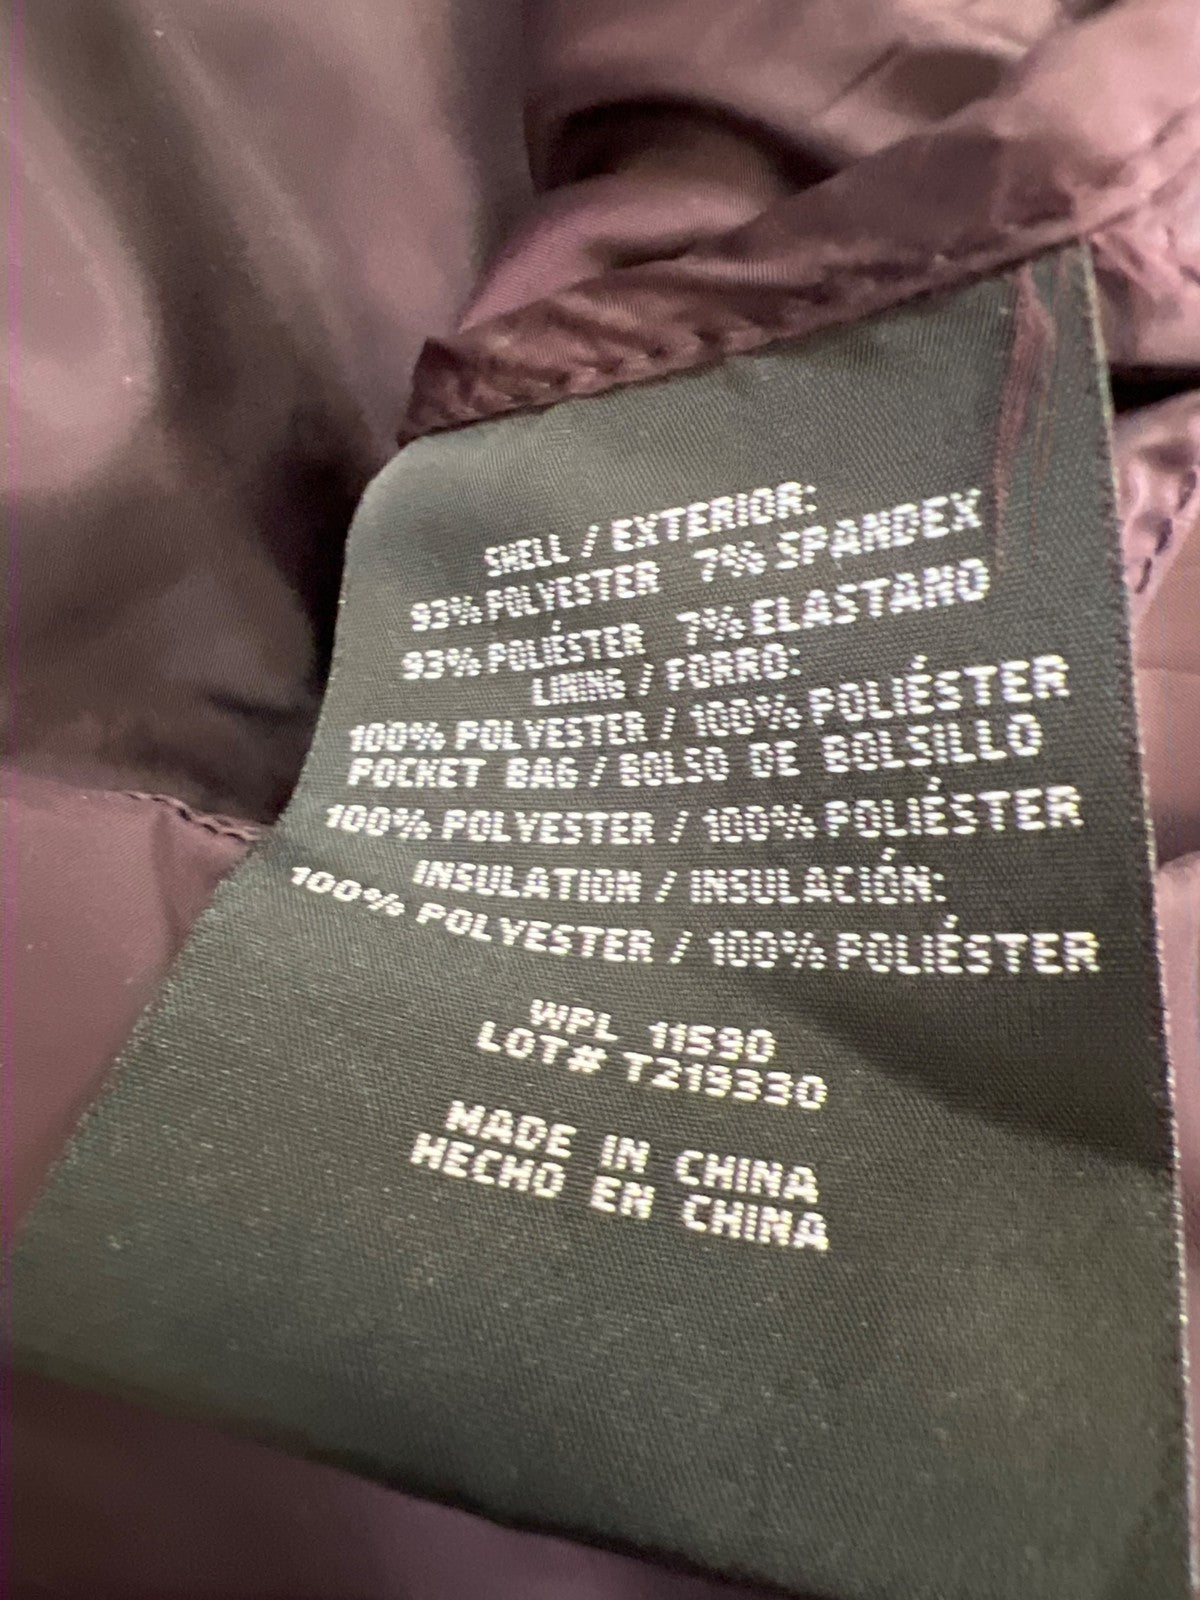 SHELL / EXTERIOR:
93% POLYESTER 7% SPANDEX
93% POLIÉSTER 7% ELASTANO
LINING / FORRO:
100% POLYESTER / 100% POLIÉSTER
POCKET BAG / BOLSO DE BOLSILLO
100% POLYESTER / 100% POLIÉSTER
INSULATION / INSULACIÓN:
100% POLYESTER / 100% POLIÉSTER
WPL 11590
LOT# T219330
MADE IN CHINA
HECHO EN CHINA